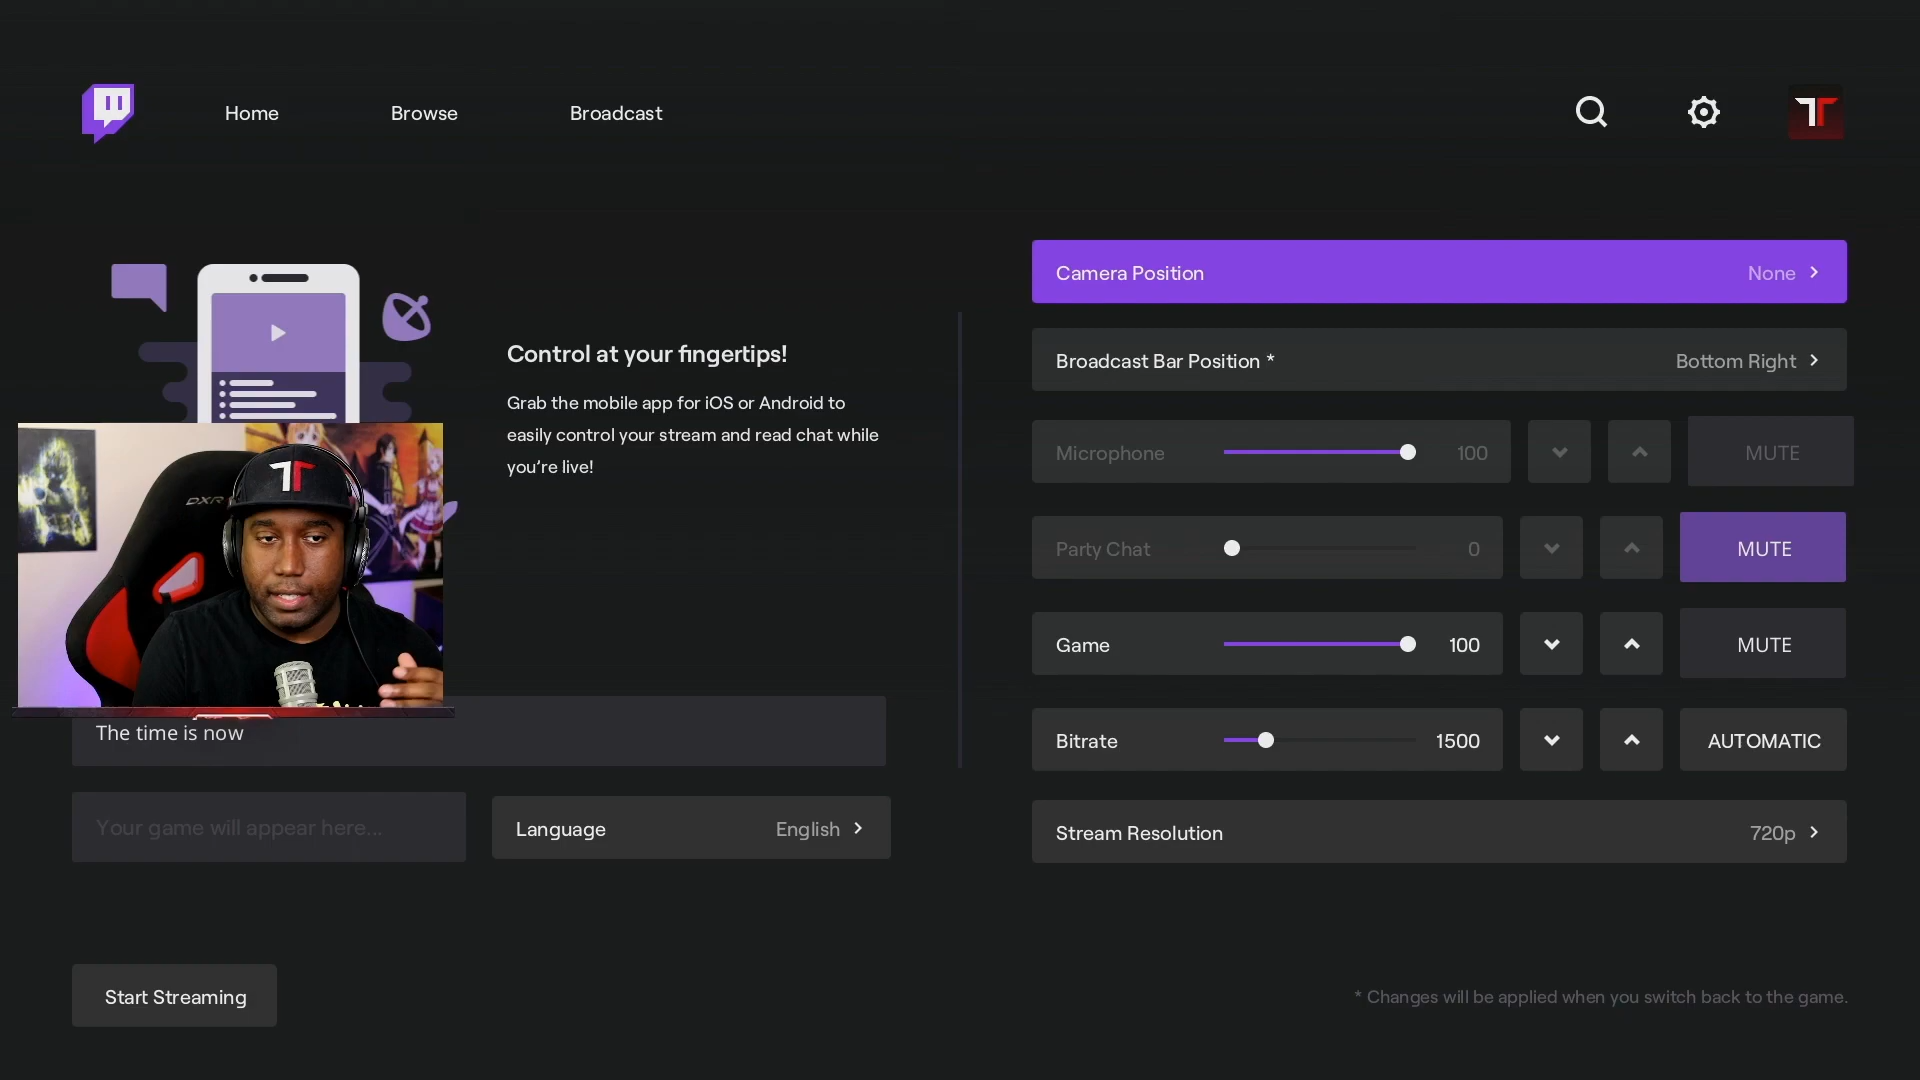 Home
Browse
Broadcast
Control at your fingertips!
Grab the mobile app for iOS or Android to
easily control your stream and read chat while
you’re live!
DXR
The time is now
Your game will appear here...
Language
English
Start Streaming
Camera Position
None
Broadcast Bar Position *
Bottom Right
Microphone
100
MUTE
Party Chat
0
MUTE
Game
100
MUTE
Bitrate
1500
AUTOMATIC
Stream Resolution
720p
* Changes will be applied when you switch back to the game.